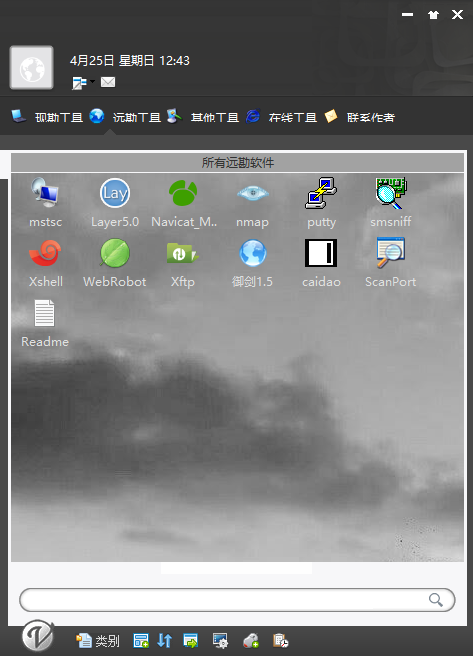 4月25日 星期日 12:43
现勘工具 远勘工具 其他工具 在线工具 联系作者
所有远勘软件
mstsc Layer5.0 Navicat_M.. nmap putty smsniff
Xshell WebRobot Xftp 御剑1.5 caidao ScanPort
Readme
类别